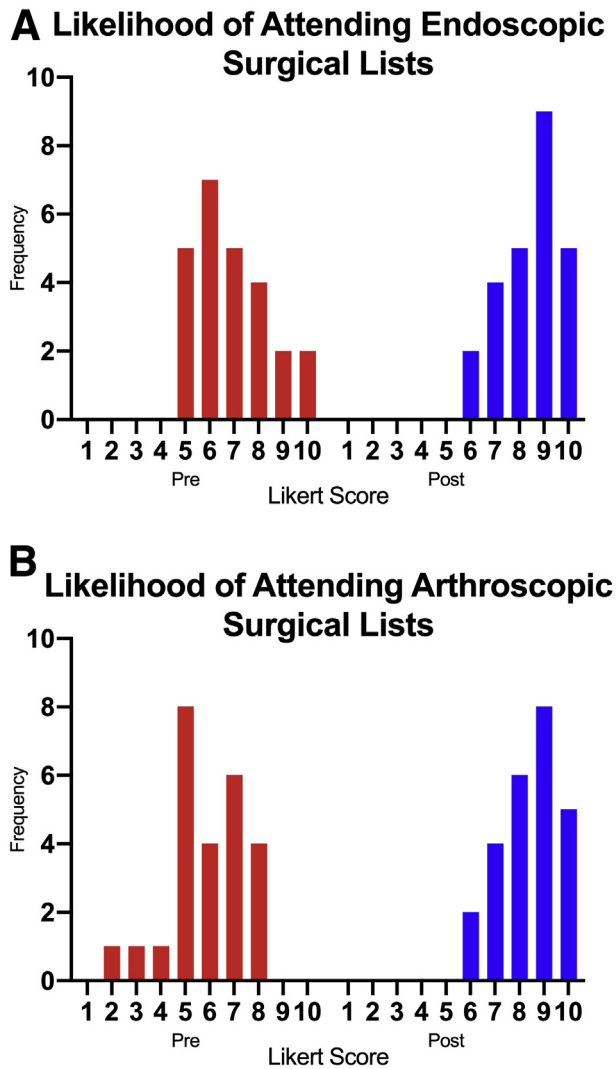 A Likelihood of Attending Endoscopic
Surgical Lists
10
8
6
4
2
0
Frequency
1 2 3 4 5 6 7 8 9 10 1 2 3 4 5 6 7 8 9 10
Pre Post
Likert Score
B Likelihood of Attending Arthroscopic
Surgical Lists
10
8
6
4
2
0
Frequency
1 2 3 4 5 6 7 8 9 10 1 2 3 4 5 6 7 8 9 10
Pre Post
Likert Score